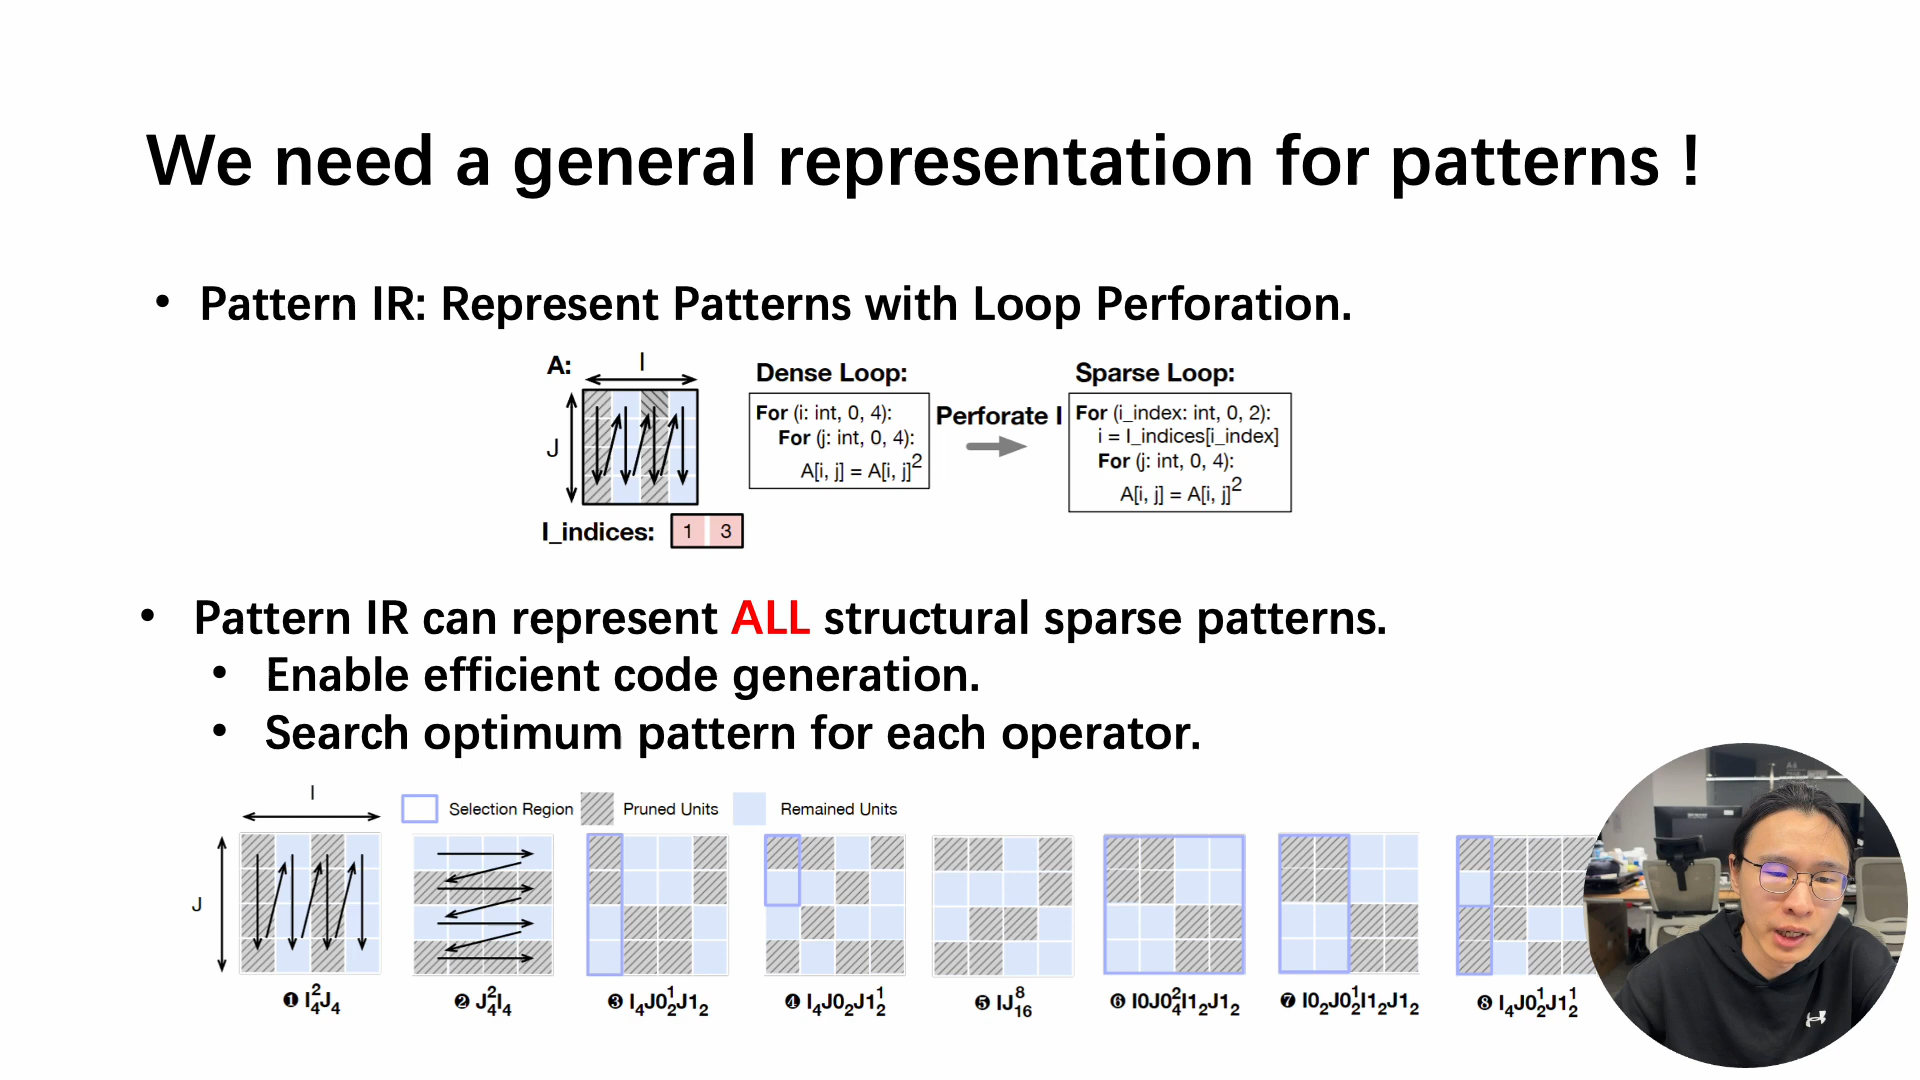 We need a general representation for patterns !
• Pattern IR: Represent Patterns with Loop Perforation.
A:
I
J
I_indices: 1 3
Dense Loop:
For (i: int, 0, 4):
For (j: int, 0, 4):
A[i, j] = A[i, j]²
Perforate I
Sparse Loop:
For (i_index: int, 0, 2):
i = I_indices[i_index]
For (j: int, 0, 4):
A[i, j] = A[i, j]²
• Pattern IR can represent ALL structural sparse patterns.
• Enable efficient code generation.
• Search optimum pattern for each operator.
I
Selection Region Pruned Units Remained Units
J
❶ I₄²J₄
❷ J₄²I₄
❸ I₄J0₂¹J1₂
❹ I₄J0₂J1₂¹
❺ IJ₁₆⁸
❻ I0J0₄²I1₂J1₂
❼ I0₂J0₂¹I1₂J1₂
❽ I₄J0₂¹J1₂¹